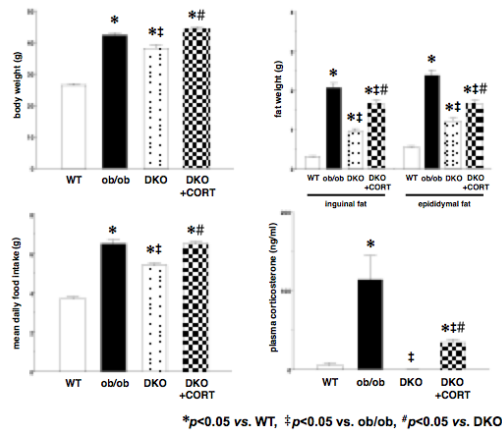 body weight (g)
* *‡ *#
WT ob/ob DKO DKO
+CORT
fat weight (g)
* *‡ *‡# * *‡ *‡#
WT ob/ob DKO DKO WT ob/ob DKO DKO
+CORT +CORT
inguinal fat epididymal fat
mean daily food intake (g)
* *‡ *#
WT ob/ob DKO DKO
+CORT
plasma corticosterone (ng/ml)
* ‡ *‡#
WT ob/ob DKO DKO
+CORT
*p<0.05 vs. WT, ‡p<0.05 vs. ob/ob, #p<0.05 vs. DKO